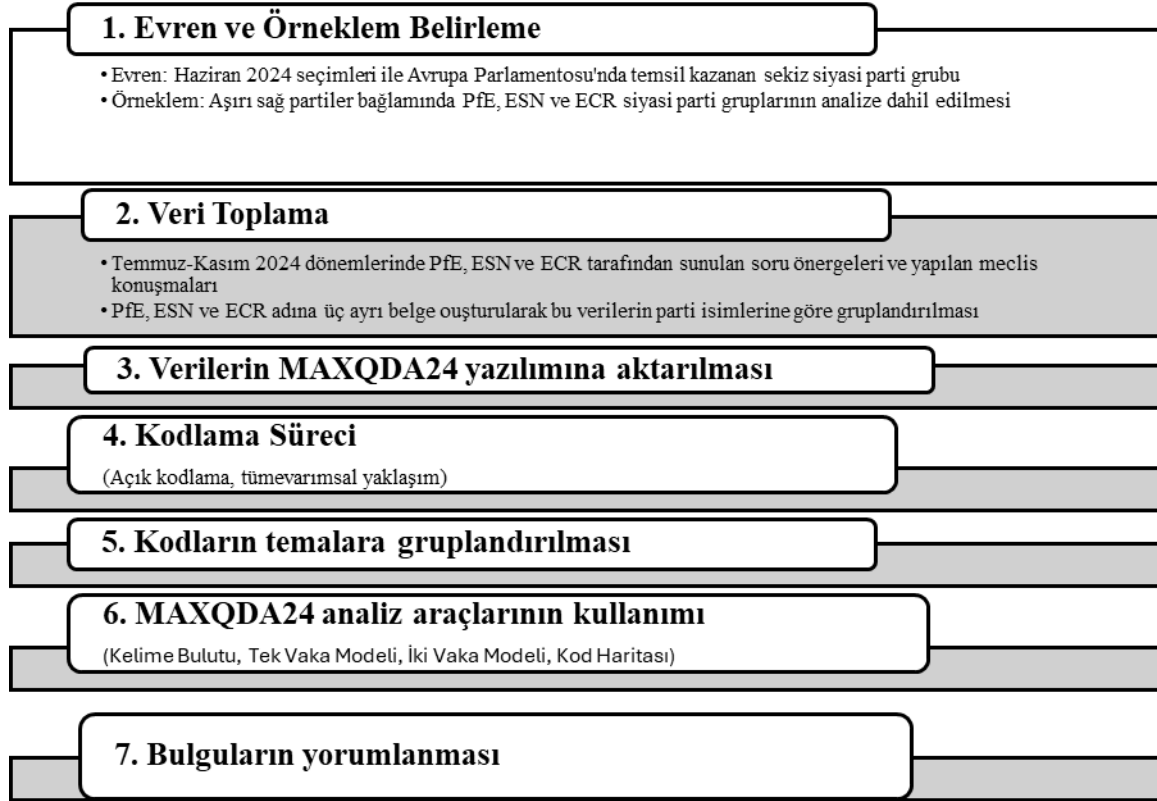 1. Evren ve Örneklem Belirleme
• Evren: Haziran 2024 seçimleri ile Avrupa Parlamentosu'nda temsil kazanan sekiz siyasi parti grubu
• Örneklem: Aşırı sağ partiler bağlamında PfE, ESN ve ECR siyasi parti gruplarının analize dahil edilmesi
2. Veri Toplama
• Temmuz-Kasım 2024 dönemlerinde PfE, ESN ve ECR tarafından sunulan soru önergeleri ve yapılan meclis
konuşmaları
• PfE, ESN ve ECR adına üç ayrı belge ouşturularak bu verilerin parti isimlerine göre gruplandırılması
3. Verilerin MAXQDA24 yazılımına aktarılması
4. Kodlama Süreci
(Açık kodlama, tümevarımsal yaklaşım)
5. Kodların temalara gruplandırılması
6. MAXQDA24 analiz araçlarının kullanımı
(Kelime Bulutu, Tek Vaka Modeli, İki Vaka Modeli, Kod Haritası)
7. Bulguların yorumlanması